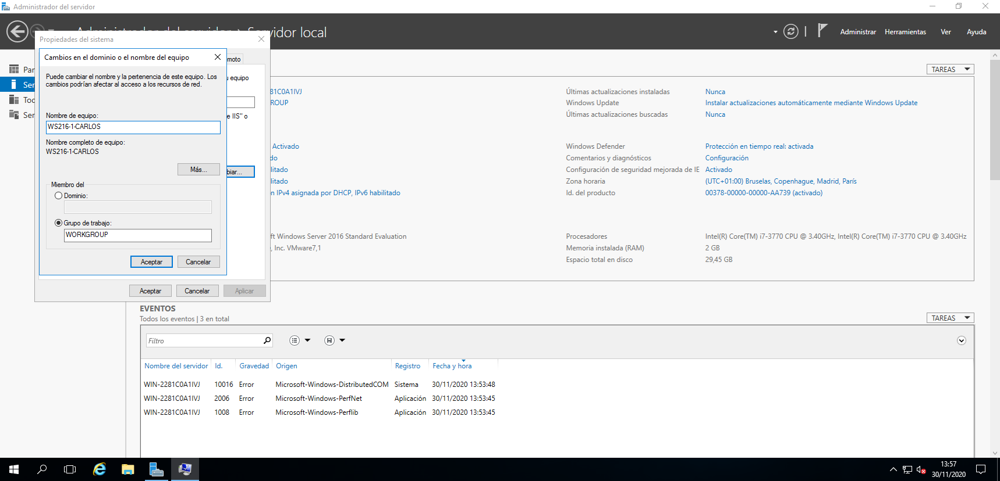 Administrador del servidor
Servidor local
Administrar Herramientas Ver Ayuda
Propiedades del sistema
Cambios en el dominio o el nombre del equipo
Puede cambiar el nombre y la pertenencia de este equipo. Los
cambios podrían afectar al acceso a los recursos de red.
Nombre de equipo:
WS216-1-CARLOS
Nombre completo de equipo:
WS216-1-CARLOS
Más...
Miembro del
Dominio:
Grupo de trabajo:
WORKGROUP
Aceptar Cancelar
Aceptar Cancelar Aplicar
moto
equipo
e IIS" o
biar...
Par
Ser
Toc
Ser
TAREAS
81C0A1IVJ
ROUP
Activado
do
litado
litado
n IPv4 asignada por DHCP, IPv6 habilitado
ft Windows Server 2016 Standard Evaluation
, Inc. VMware7,1
Últimas actualizaciones instaladas Nunca
Windows Update Instalar actualizaciones automáticamente mediante Windows Update
Últimas actualizaciones buscadas Nunca
Windows Defender Protección en tiempo real: activada
Comentarios y diagnósticos Configuración
Configuración de seguridad mejorada de IE Activado
Zona horaria (UTC+01:00) Bruselas, Copenhague, Madrid, París
Id. del producto 00378-00000-00000-AA739 (activado)
Procesadores Intel(R) Core(TM) i7-3770 CPU @ 3.40GHz, Intel(R) Core(TM) i7-3770 CPU @ 3.40GHz
Memoria instalada (RAM) 2 GB
Espacio total en disco 29,45 GB
EVENTOS
Todos los eventos | 3 en total
TAREAS
Filtro
Nombre del servidor Id. Gravedad Origen Registro Fecha y hora
WIN-2281C0A1IVJ 10016 Error Microsoft-Windows-DistributedCOM Sistema 30/11/2020 13:53:48
WIN-2281C0A1IVJ 2006 Error Microsoft-Windows-PerfNet Aplicación 30/11/2020 13:53:45
WIN-2281C0A1IVJ 1008 Error Microsoft-Windows-Perflib Aplicación 30/11/2020 13:53:45
13:57
30/11/2020